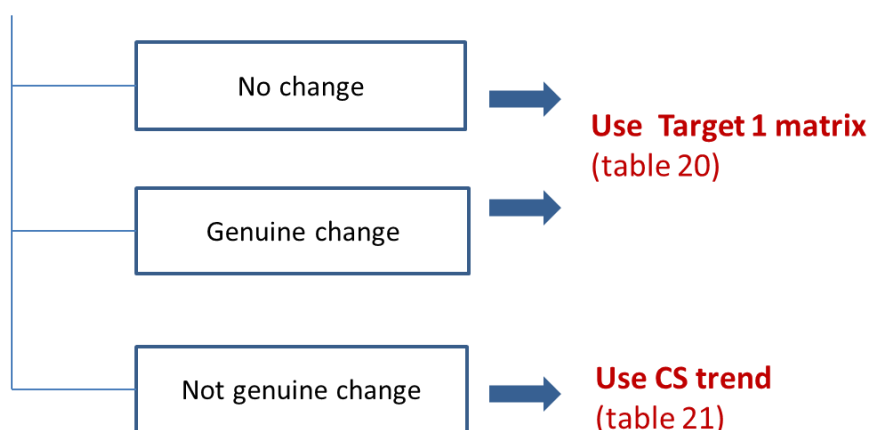 No change
Use Target 1 matrix
(table 20)
Genuine change
Not genuine change
Use CS trend
(table 21)